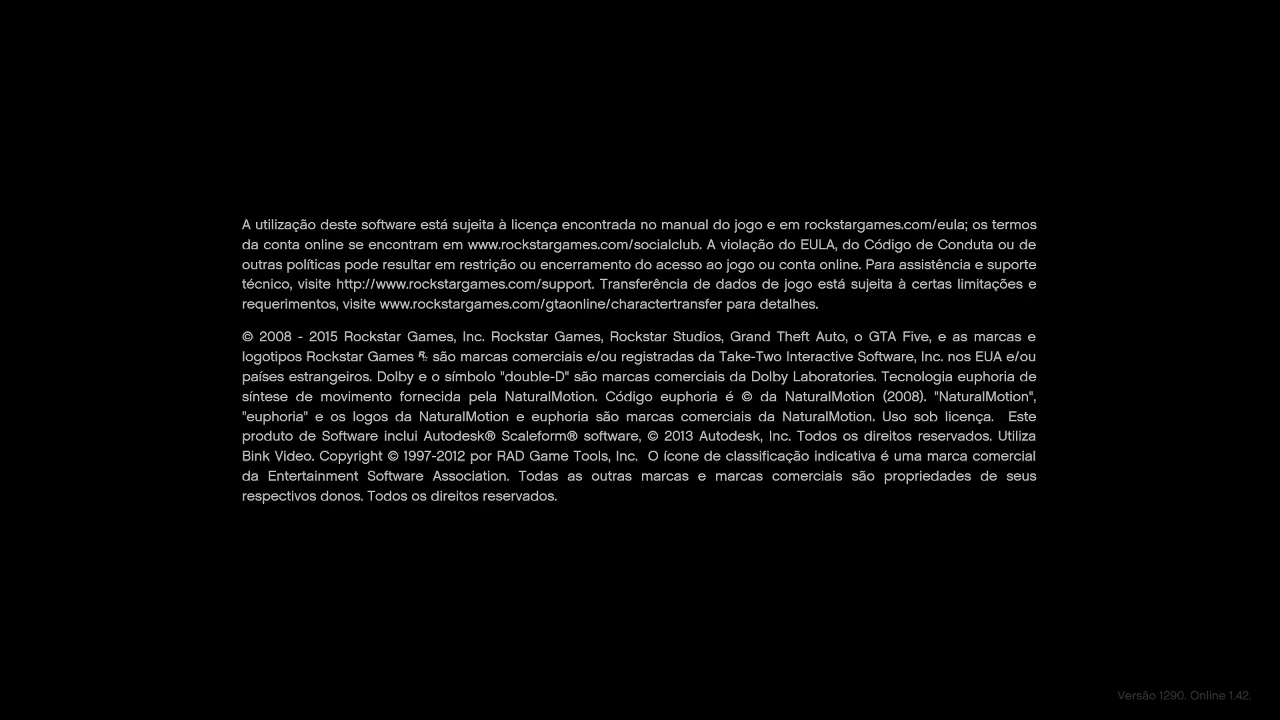 A utilização deste software está sujeita à licença encontrada no manual do jogo e em rockstargames.com/eula; os termos
da conta online se encontram em www.rockstargames.com/socialclub. A violação do EULA, do Código de Conduta ou de
outras políticas pode resultar em restrição ou encerramento do acesso ao jogo ou conta online. Para assistência e suporte
técnico, visite http://www.rockstargames.com/support. Transferência de dados de jogo está sujeita à certas limitações e
requerimentos, visite www.rockstargames.com/gtaonline/charactertransfer para detalhes.
© 2008 - 2015 Rockstar Games, Inc. Rockstar Games, Rockstar Studios, Grand Theft Auto, o GTA Five, e as marcas e
logotipos Rockstar Games R* são marcas comerciais e/ou registradas da Take-Two Interactive Software, Inc. nos EUA e/ou
países estrangeiros. Dolby e o símbolo "double-D" são marcas comerciais da Dolby Laboratories. Tecnologia euphoria de
síntese de movimento fornecida pela NaturalMotion. Código euphoria é © da NaturalMotion (2008). "NaturalMotion",
"euphoria" e os logos da NaturalMotion e euphoria são marcas comerciais da NaturalMotion. Uso sob licença. Este
produto de Software inclui Autodesk® Scaleform® software, © 2013 Autodesk, Inc. Todos os direitos reservados. Utiliza
Bink Video. Copyright © 1997-2012 por RAD Game Tools, Inc. O ícone de classificação indicativa é uma marca comercial
da Entertainment Software Association. Todas as outras marcas e marcas comerciais são propriedades de seus
respectivos donos. Todos os direitos reservados.
Versão 1290. Online 1.42.